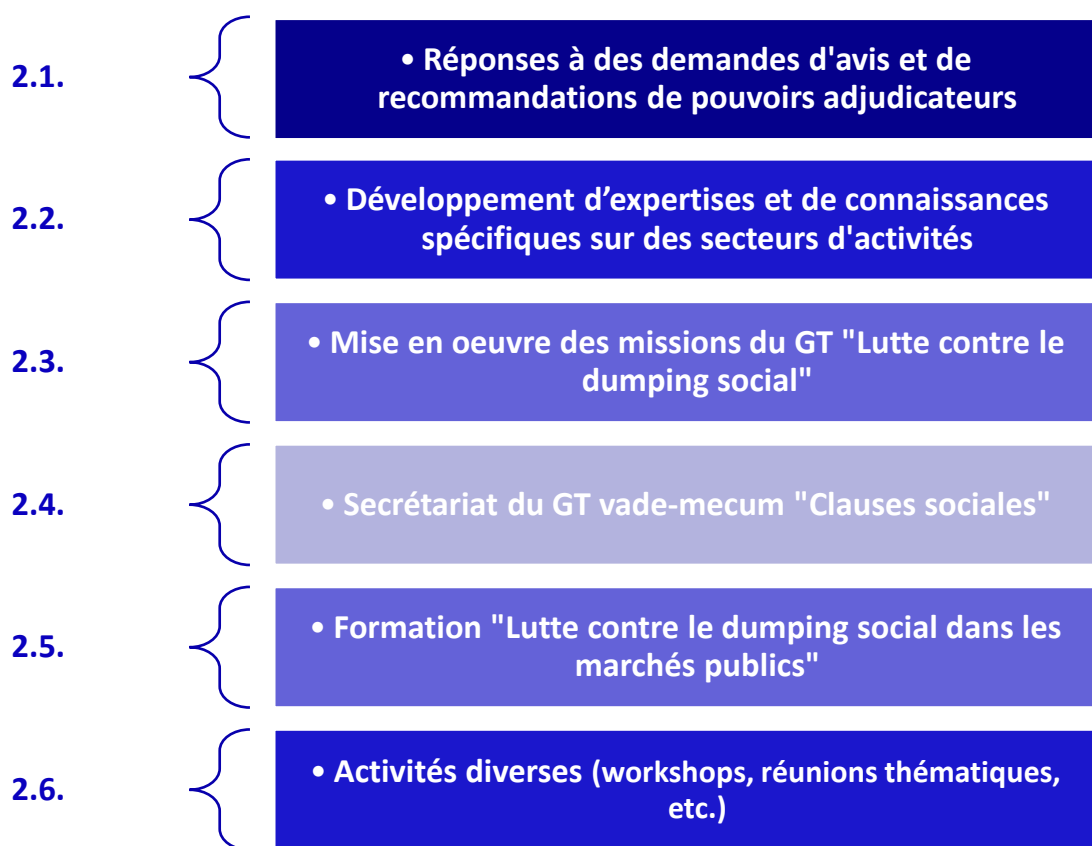 2.1.
• Réponses à des demandes d'avis et de
recommandations de pouvoirs adjudicateurs
2.2.
• Développement d’expertises et de connaissances
spécifiques sur des secteurs d'activités
2.3.
• Mise en oeuvre des missions du GT "Lutte contre le
dumping social"
2.4.
• Secrétariat du GT vade-mecum "Clauses sociales"
2.5.
• Formation "Lutte contre le dumping social dans les
marchés publics"
2.6.
• Activités diverses (workshops, réunions thématiques,
etc.)